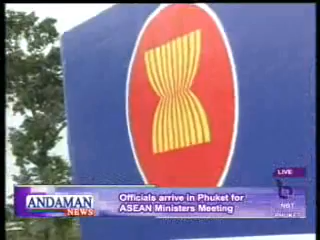 LIVE
NBT
PHUKET
Officials arrive in Phuket for
ANDAMAN
NEWS
ASEAN Ministers Meeting